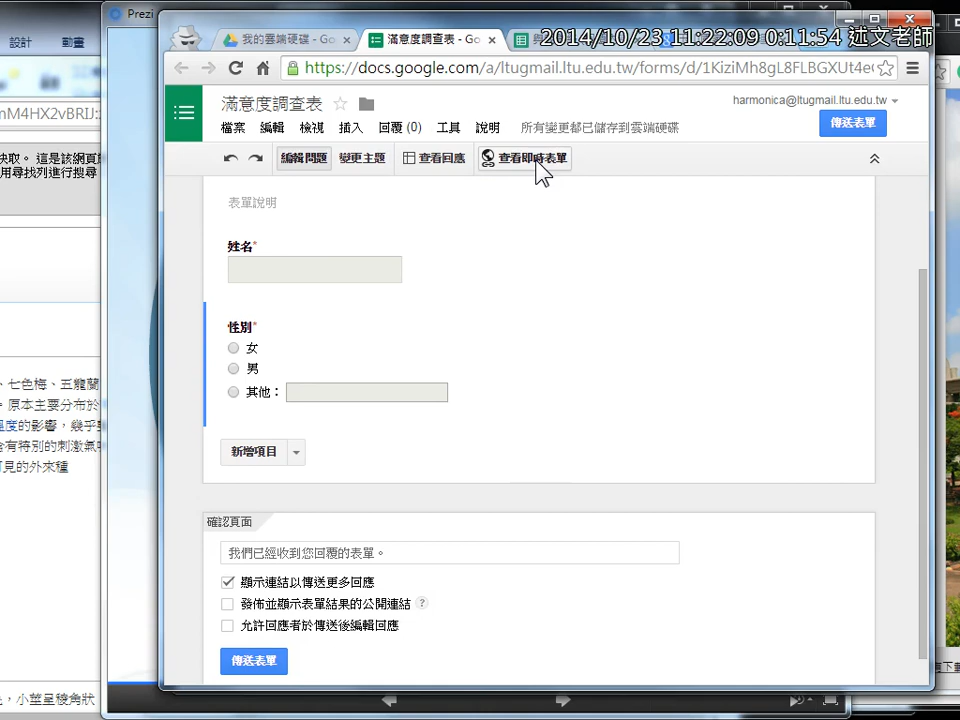 Prezi
我的雲端硬碟 - Go
滿意度調查表 - Go
2014/10/23 11:22:09 0:11:54 述文老師
設計
動畫
https://docs.google.com/a/ltugmail.ltu.edu.tw/forms/d/1KiziMh8gL8FLBGXUt4e
滿意度調查表
harmonica@ltugmail.ltu.edu.tw
檔案 編輯 檢視 插入 回覆 (0) 工具 說明 所有變更都已儲存到雲端硬碟
傳送表單
編輯問題 變更主題 查看回應 查看即時表單
快取。 這是該網頁
用尋找列進行搜尋
表單說明
姓名*
性別*
女
男
其他：
、七色梅、五龍蘭
。原本主要分布於
溫度的影響，幾乎
含有特別的刺激氣
可見的外來種
新增項目
確認頁面
我們已經收到您回覆的表單。
顯示連結以傳送更多回應
發佈並顯示表單結果的公開連結 ?
允許回應者於傳送後編輯回應
傳送表單
，小莖呈稜角狀